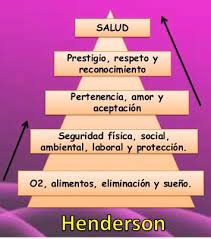 SALUD
Prestigio, respeto y
reconocimiento
Pertenencia, amor y
aceptación
Seguridad física, social,
ambiental, laboral y protección.
O2, alimentos, eliminación y sueño.
Henderson